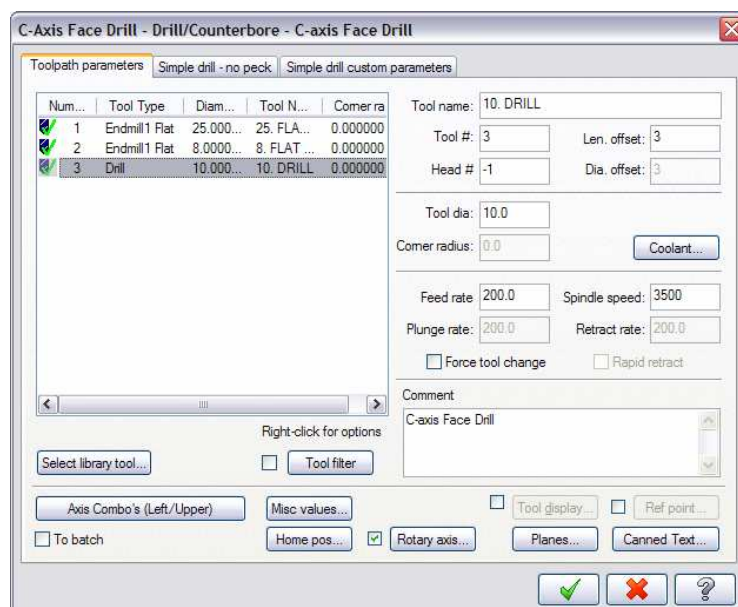 C-Axis Face Drill - Drill/Counterbore - C-axis Face Drill
Toolpath parameters Simple drill - no peck Simple drill custom parameters
Num... Tool Type Diam... Tool N... Corner ra
1 Endmill1 Flat 25.000... 25. FLA... 0.000000
2 Endmill1 Flat 8.0000... 8. FLAT ... 0.000000
3 Drill 10.000... 10. DRILL 0.000000
Right-click for options
Select library tool... Tool filter
Tool name: 10. DRILL
Tool #: 3 Len. offset: 3
Head # -1 Dia. offset: 3
Tool dia: 10.0
Corner radius: 0.0 Coolant...
Feed rate 200.0 Spindle speed: 3500
Plunge rate: 200.0 Retract rate: 200.0
Force tool change Rapid retract
Comment
C-axis Face Drill
Axis Combo's (Left/Upper) Misc values... Tool display... Ref point...
To batch Home pos... Rotary axis... Planes... Canned Text...